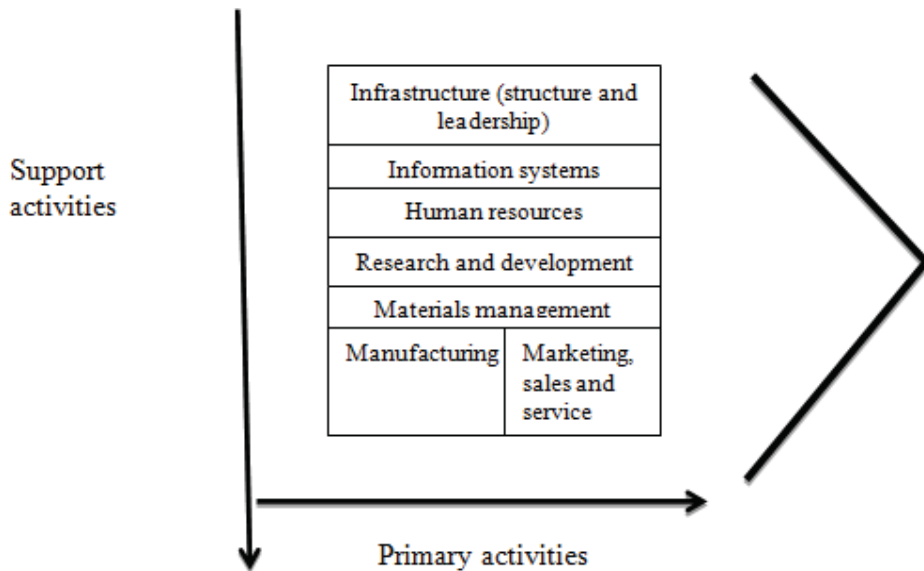 Infrastructure (structure and
leadership)
Support
activities
Information systems
Human resources
Research and development
Materials management
Manufacturing
Marketing,
sales and
service
Primary activities